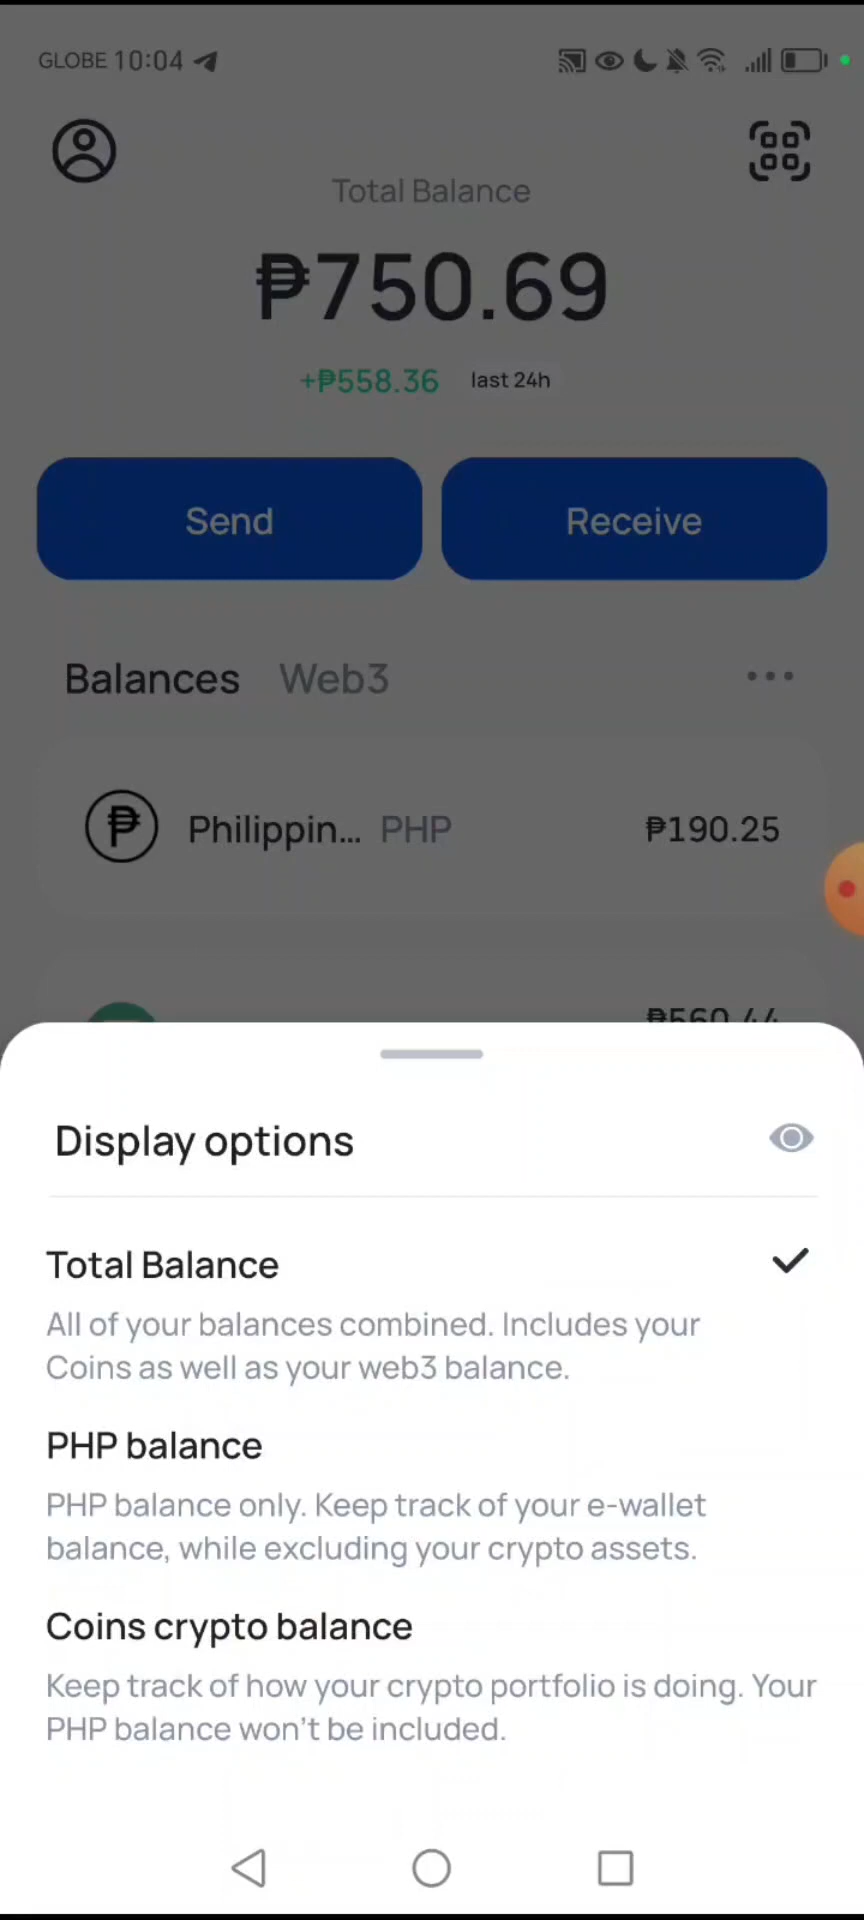 GLOBE 10:04
Total Balance
₱750.69
+₱558.36 last 24h
Send Receive
Balances Web3
Philippin... PHP ₱190.25
₱560.44
Display options
Total Balance
All of your balances combined. Includes your
Coins as well as your web3 balance.
PHP balance
PHP balance only. Keep track of your e-wallet
balance, while excluding your crypto assets.
Coins crypto balance
Keep track of how your crypto portfolio is doing. Your
PHP balance won't be included.